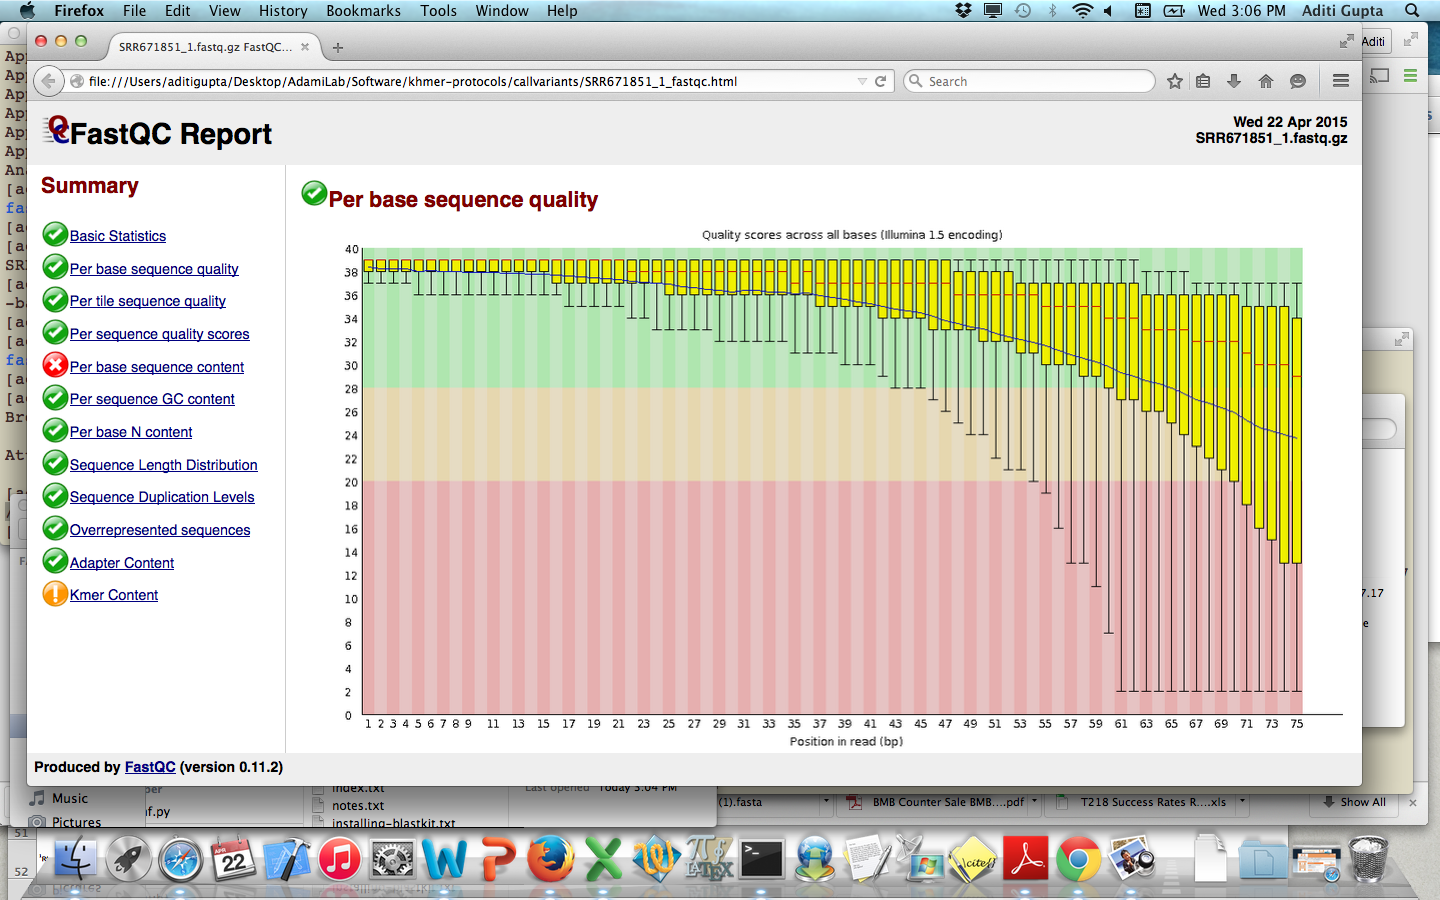 Firefox File Edit View History Bookmarks Tools Window Help Wed 3:06 PM Aditi Gupta
SRR671851_1.fastq.gz FastQC...
Aditi
file:///Users/aditigupta/Desktop/AdamiLab/Software/khmer-protocols/callvariants/SRR671851_1_fastqc.html
Search
FastQC Report
Wed 22 Apr 2015
SRR671851_1.fastq.gz
Summary
Basic Statistics
Per base sequence quality
Per tile sequence quality
Per sequence quality scores
Per base sequence content
Per sequence GC content
Per base N content
Sequence Length Distribution
Sequence Duplication Levels
Overrepresented sequences
Adapter Content
Kmer Content
Per base sequence quality
Quality scores across all bases (Illumina 1.5 encoding)
40
38
36
34
32
30
28
26
24
22
20
18
16
14
12
10
8
6
4
2
0
1 2 3 4 5 6 7 8 9 11 13 15 17 19 21 23 25 27 29 31 33 35 37 39 41 43 45 47 49 51 53 55 57 59 61 63 65 67 69 71 73 75
Position in read (bp)
Produced by FastQC (version 0.11.2)
7.17
Music
Pictures
index.txt
notes.txt
installing-blastkit.txt
Last opened Today 3:04 PM
(1).fasta
BMB Counter Sale BMB....pdf
T218 Success Rates R....xls
Show All
51
52
APR
22